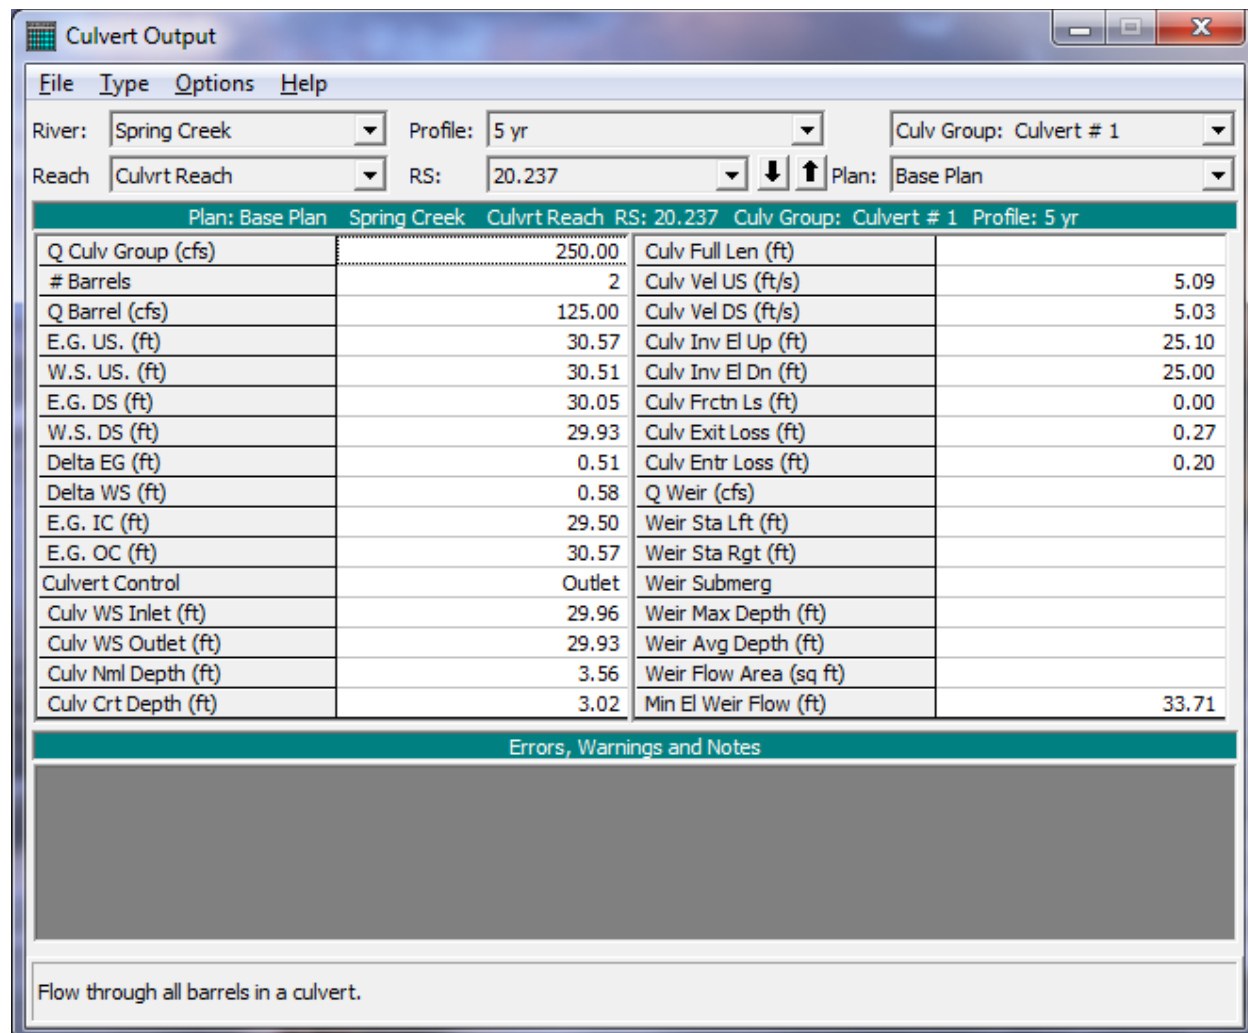 Culvert Output
File Type Options Help
River: Spring Creek Profile: 5 yr Culv Group: Culvert # 1
Reach Culvrt Reach RS: 20.237 Plan: Base Plan
Plan: Base Plan Spring Creek Culvrt Reach RS: 20.237 Culv Group: Culvert # 1 Profile: 5 yr
Q Culv Group (cfs) 250.00 Culv Full Len (ft)
# Barrels 2 Culv Vel US (ft/s) 5.09
Q Barrel (cfs) 125.00 Culv Vel DS (ft/s) 5.03
E.G. US. (ft) 30.57 Culv Inv El Up (ft) 25.10
W.S. US. (ft) 30.51 Culv Inv El Dn (ft) 25.00
E.G. DS (ft) 30.05 Culv Frctn Ls (ft) 0.00
W.S. DS (ft) 29.93 Culv Exit Loss (ft) 0.27
Delta EG (ft) 0.51 Culv Entr Loss (ft) 0.20
Delta WS (ft) 0.58 Q Weir (cfs)
E.G. IC (ft) 29.50 Weir Sta Lft (ft)
E.G. OC (ft) 30.57 Weir Sta Rgt (ft)
Culvert Control Outlet Weir Submerg
Culv WS Inlet (ft) 29.96 Weir Max Depth (ft)
Culv WS Outlet (ft) 29.93 Weir Avg Depth (ft)
Culv Nml Depth (ft) 3.56 Weir Flow Area (sq ft)
Culv Crt Depth (ft) 3.02 Min El Weir Flow (ft) 33.71
Errors, Warnings and Notes
Flow through all barrels in a culvert.